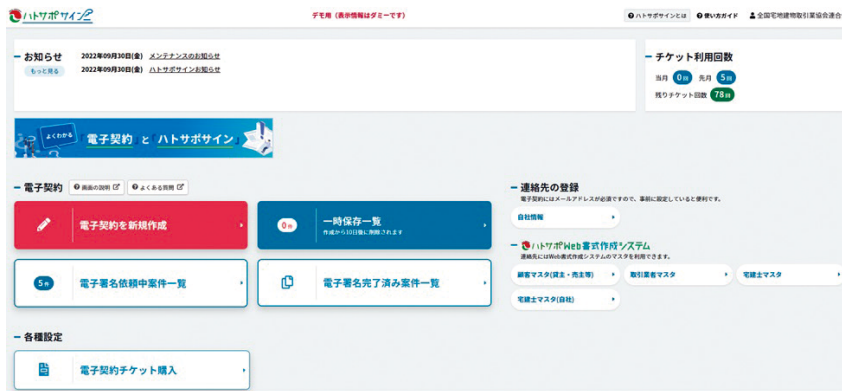 ハトサポサイン
デモ用（表示情報はダミーです）
ハトサポサインとは
使い方ガイド
全国宅地建物取引業協会連合
お知らせ
もっと見る
2022年09月30日(金) メンテナンスのお知らせ
2022年09月30日(金) ハトサポサインお知らせ
チケット利用回数
当月 0回 先月 5回
残りチケット回数 78回
よくわかる
「電子契約」と「ハトサポサイン」
電子契約
画面の説明
よくある質問
電子契約を新規作成
0件
一時保存一覧
作成から10日後に削除されます
5件
電子署名依頼中案件一覧
電子署名完了済み案件一覧
連絡先の登録
電子契約にはメールアドレスが必須ですので、事前に設定していると便利です。
自社情報
ハトサポWeb書式作成システム
連絡先にはWeb書式作成システムのマスタを利用できます。
顧客マスタ(貸主・売主等)
取引業者マスタ
宅建士マスタ
宅建士マスタ(自社)
各種設定
電子契約チケット購入